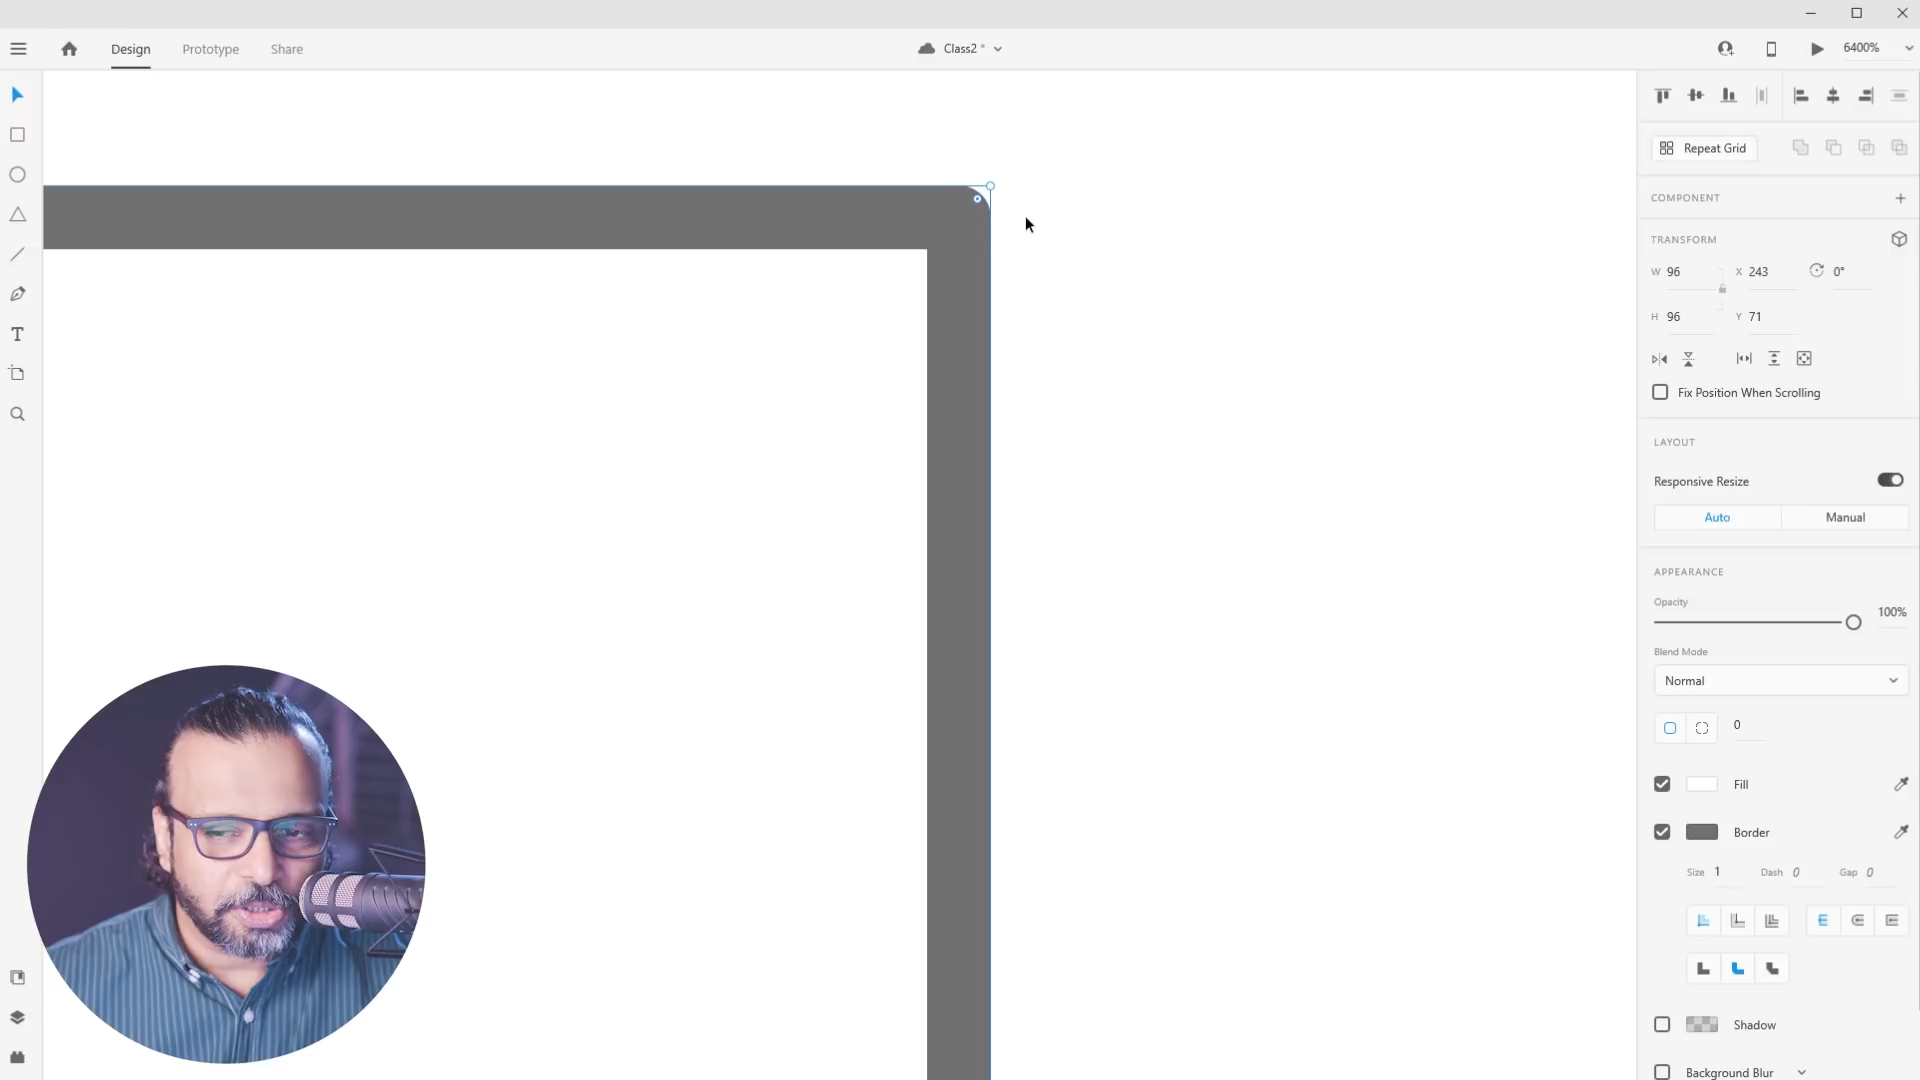 Design Prototype Share Class2 * 6400%
Repeat Grid
COMPONENT
TRANSFORM
W 96 X 243 0°
H 96 Y 71
Fix Position When Scrolling
LAYOUT
Responsive Resize
Auto Manual
APPEARANCE
Opacity
100%
Blend Mode
Normal
0
Fill
Border
Size 1 Dash 0 Gap 0
Shadow
Background Blur